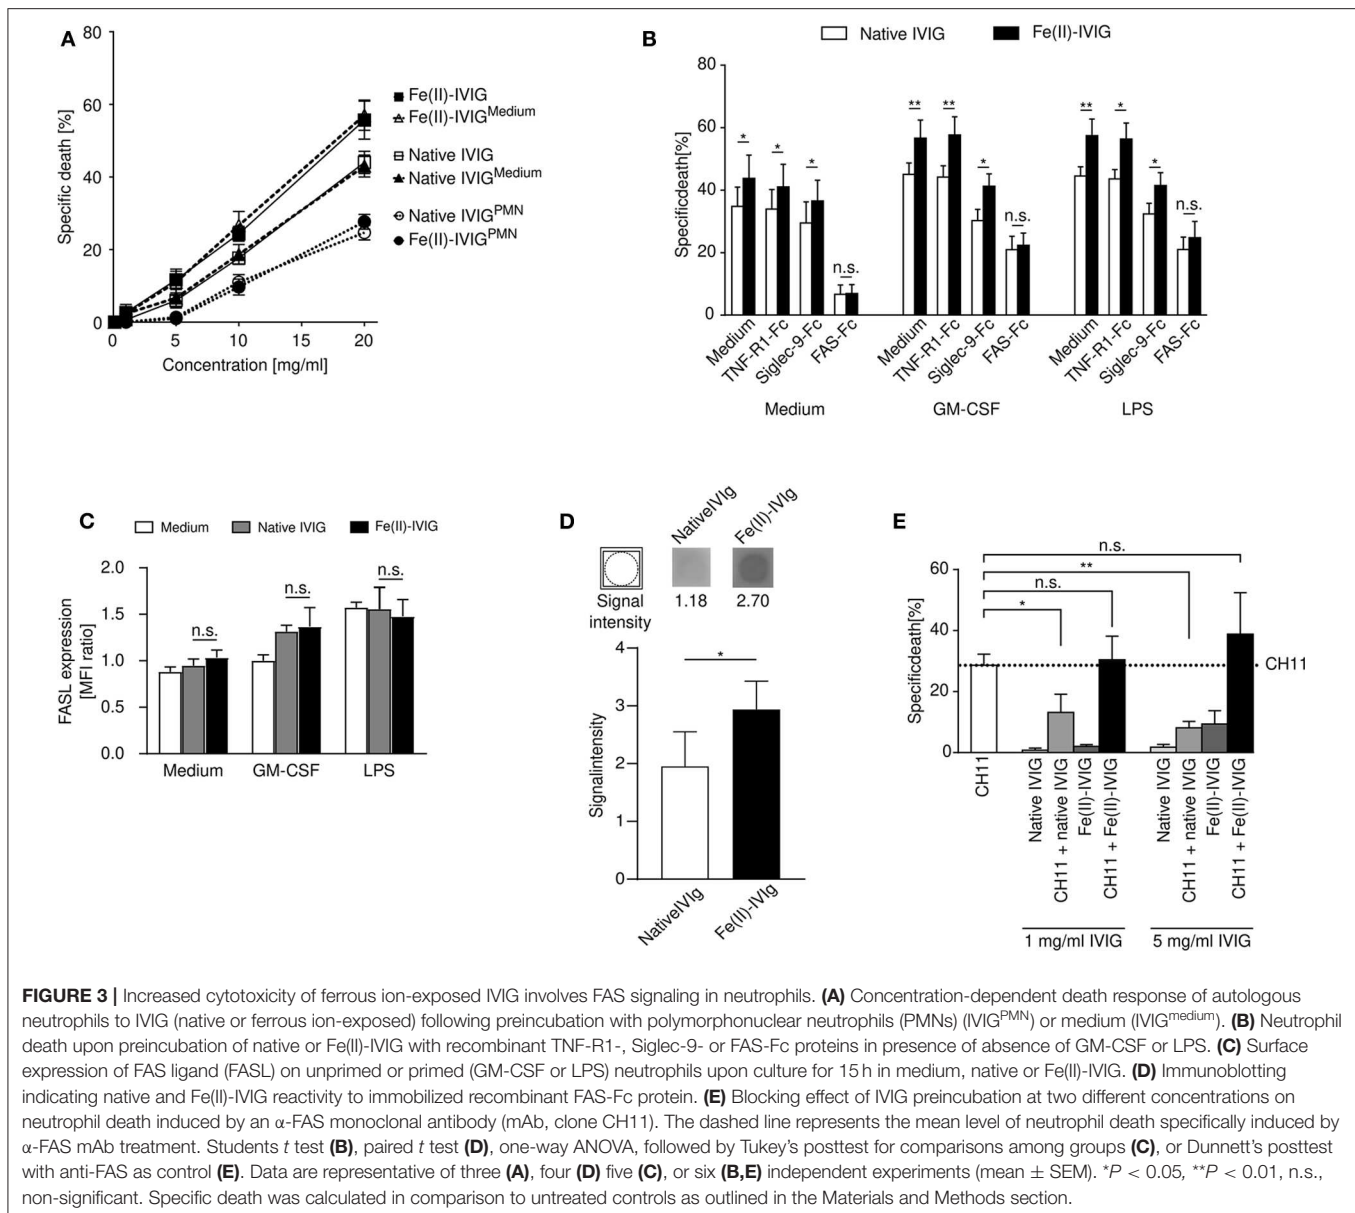 A
80
60
40
20
0
Specific death [%]
0
5
10
15
20
Concentration [mg/ml]
Fe(II)-IVIG
Fe(II)-IVIGMedium
Native IVIG
Native IVIGMedium
Native IVIGPMN
Fe(II)-IVIGPMN
B
Native IVIG
Fe(II)-IVIG
80
60
40
20
0
Specificdeath[%]
*
*
*
n.s.
**
**
*
n.s.
**
*
*
n.s.
Medium
TNF-R1-Fc
Siglec-9-Fc
FAS-Fc
Medium
TNF-R1-Fc
Siglec-9-Fc
FAS-Fc
Medium
TNF-R1-Fc
Siglec-9-Fc
FAS-Fc
Medium
GM-CSF
LPS
C
Medium
Native IVIG
Fe(II)-IVIG
2.0
1.5
1.0
0.5
0.0
FASL expression
[MFI ratio]
n.s.
n.s.
n.s.
Medium
GM-CSF
LPS
D
NativeIVIg
Fe(II)-IVIg
Signal
intensity
1.18
2.70
4
3
2
1
0
Signalintensity
*
NativeIVIg
Fe(II)-IVIg
E
n.s.
**
n.s.
*
60
40
20
0
Specificdeath[%]
CH11
CH11
Native IVIG
CH11 + native IVIG
Fe(II)-IVIG
CH11 + Fe(II)-IVIG
Native IVIG
CH11 + native IVIG
Fe(II)-IVIG
CH11 + Fe(II)-IVIG
1 mg/ml IVIG
5 mg/ml IVIG
FIGURE 3 | Increased cytotoxicity of ferrous ion-exposed IVIG involves FAS signaling in neutrophils. (A) Concentration-dependent death response of autologous
neutrophils to IVIG (native or ferrous ion-exposed) following preincubation with polymorphonuclear neutrophils (PMNs) (IVIGPMN) or medium (IVIGmedium). (B) Neutrophil
death upon preincubation of native or Fe(II)-IVIG with recombinant TNF-R1-, Siglec-9- or FAS-Fc proteins in presence of absence of GM-CSF or LPS. (C) Surface
expression of FAS ligand (FASL) on unprimed or primed (GM-CSF or LPS) neutrophils upon culture for 15 h in medium, native or Fe(II)-IVIG. (D) Immunoblotting
indicating native and Fe(II)-IVIG reactivity to immobilized recombinant FAS-Fc protein. (E) Blocking effect of IVIG preincubation at two different concentrations on
neutrophil death induced by an α-FAS monoclonal antibody (mAb, clone CH11). The dashed line represents the mean level of neutrophil death specifically induced by
α-FAS mAb treatment. Students t test (B), paired t test (D), one-way ANOVA, followed by Tukey's posttest for comparisons among groups (C), or Dunnett's posttest
with anti-FAS as control (E). Data are representative of three (A), four (D) five (C), or six (B,E) independent experiments (mean ± SEM). *P < 0.05, **P < 0.01, n.s.,
non-significant. Specific death was calculated in comparison to untreated controls as outlined in the Materials and Methods section.